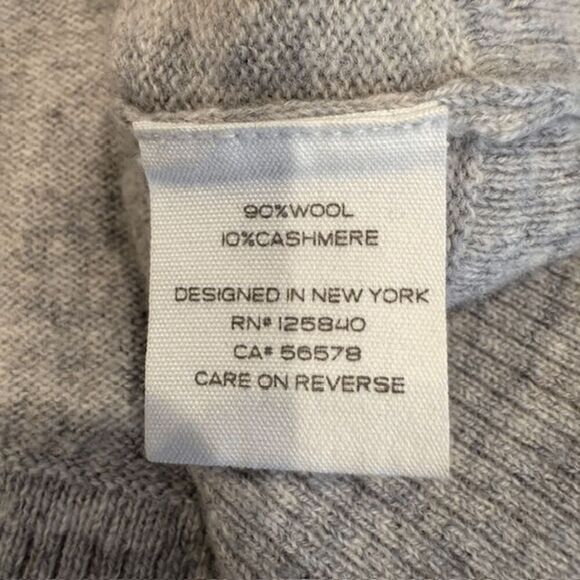 90%WOOL
10%CASHMERE
DESIGNED IN NEW YORK
RN# 125840
CA# 56578
CARE ON REVERSE